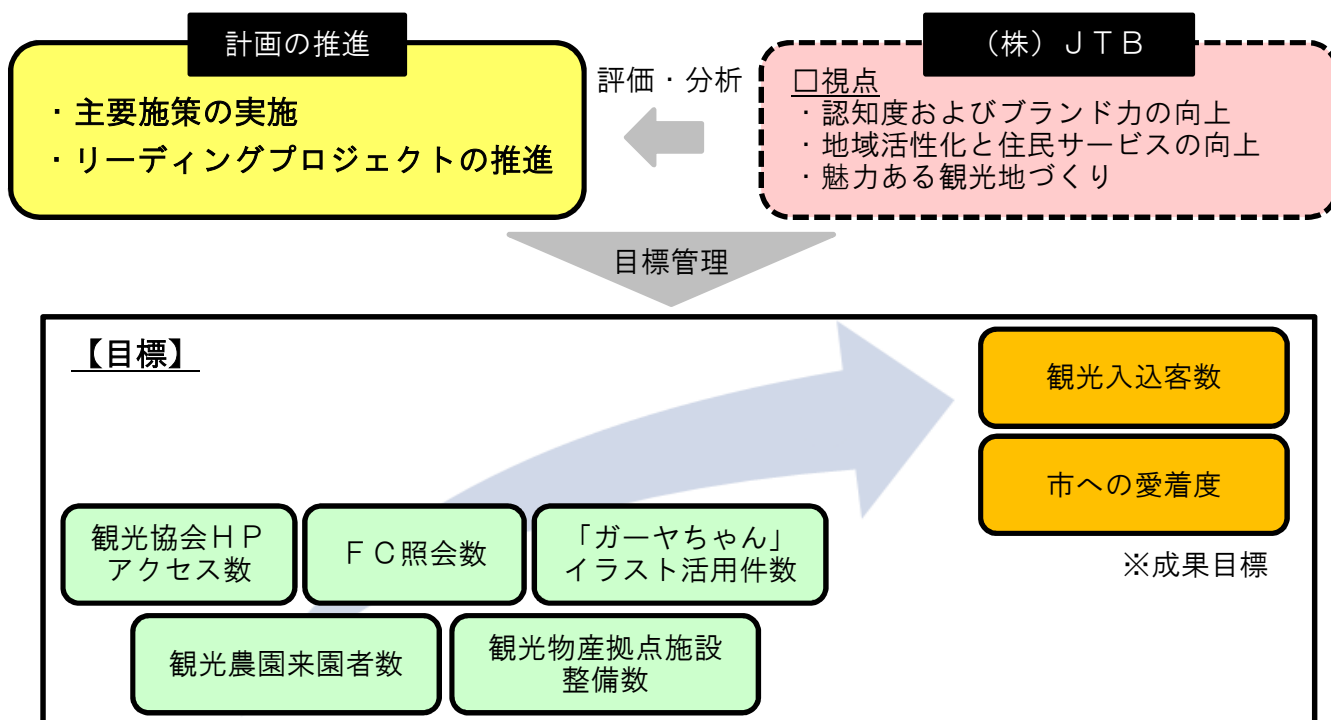 計画の推進
・主要施策の実施
・リーディングプロジェクトの推進
評価・分析
（株）ＪＴＢ
□視点
・認知度およびブランド力の向上
・地域活性化と住民サービスの向上
・魅力ある観光地づくり
目標管理
【目標】
観光入込客数
市への愛着度
※成果目標
観光協会ＨＰ
アクセス数
ＦＣ照会数
「ガーヤちゃん」
イラスト活用件数
観光農園来園者数
観光物産拠点施設
整備数